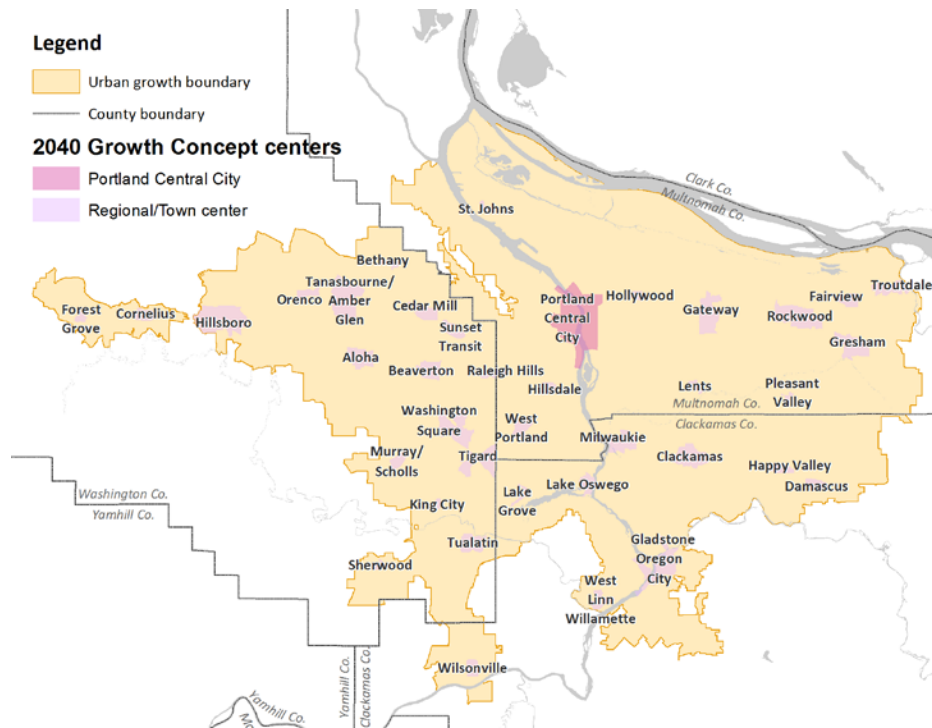 Legend
Urban growth boundary
County boundary
2040 Growth Concept centers
Portland Central City
Regional/Town center
Clark Co.
Multnomah Co.
St. Johns
Bethany
Tanasbourne/
Amber
Glen
Orenco
Cedar Mill
Sunset
Transit
Forest
Grove
Cornelius
Hillsboro
Portland
Central
City
Hollywood
Gateway
Fairview
Troutdale
Rockwood
Gresham
Aloha
Beaverton
Raleigh Hills
Hillsdale
Lents
Pleasant
Valley
Multnomah Co.
Clackamas Co.
Washington
Square
West
Portland
Milwaukie
Murray/
Scholls
Tigard
Clackamas
Happy Valley
Damascus
Washington Co.
Yamhill Co.
King City
Lake
Grove
Lake Oswego
Tualatin
Gladstone
Oregon
City
Sherwood
West
Linn
Willamette
Wilsonville
Yamhill Co.
Clackamas Co.
Yamhill Co.